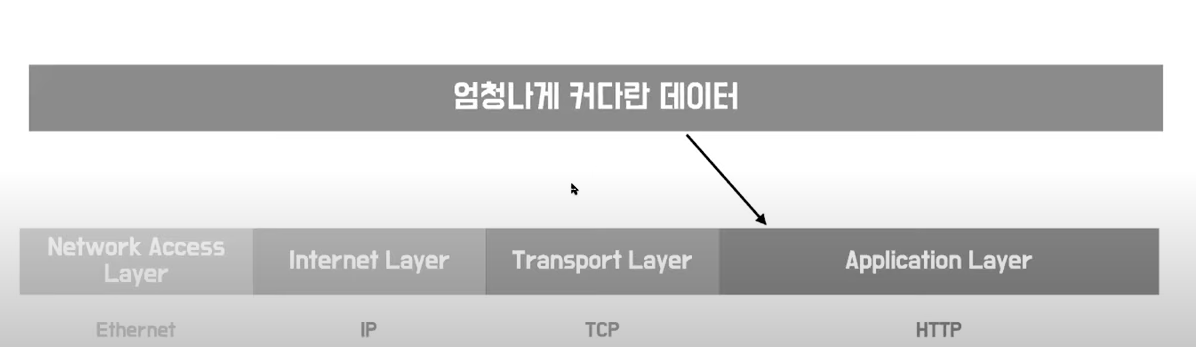 엄청나게 커다란 데이터
Network Access
Layer
Internet Layer
Transport Layer
Application Layer
Ethernet
IP
TCP
HTTP